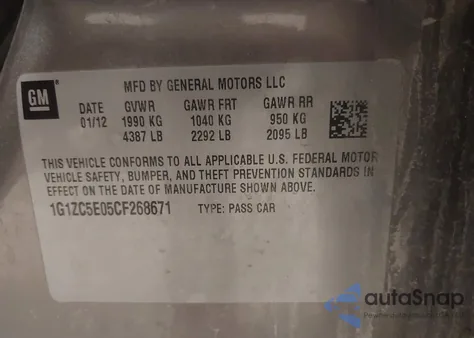 GM
MFD BY GENERAL MOTORS LLC
DATE GVWR GAWR FRT GAWR RR
01/12 1990 KG 1040 KG 950 KG
4387 LB 2292 LB 2095 LB
THIS VEHICLE CONFORMS TO ALL APPLICABLE U.S. FEDERAL MOTOR
VEHICLE SAFETY, BUMPER, AND THEFT PREVENTION STANDARDS IN
EFFECT ON THE DATE OF MANUFACTURE SHOWN ABOVE.
1G1ZC5E05CF268671 TYPE: PASS CAR
autoSnap